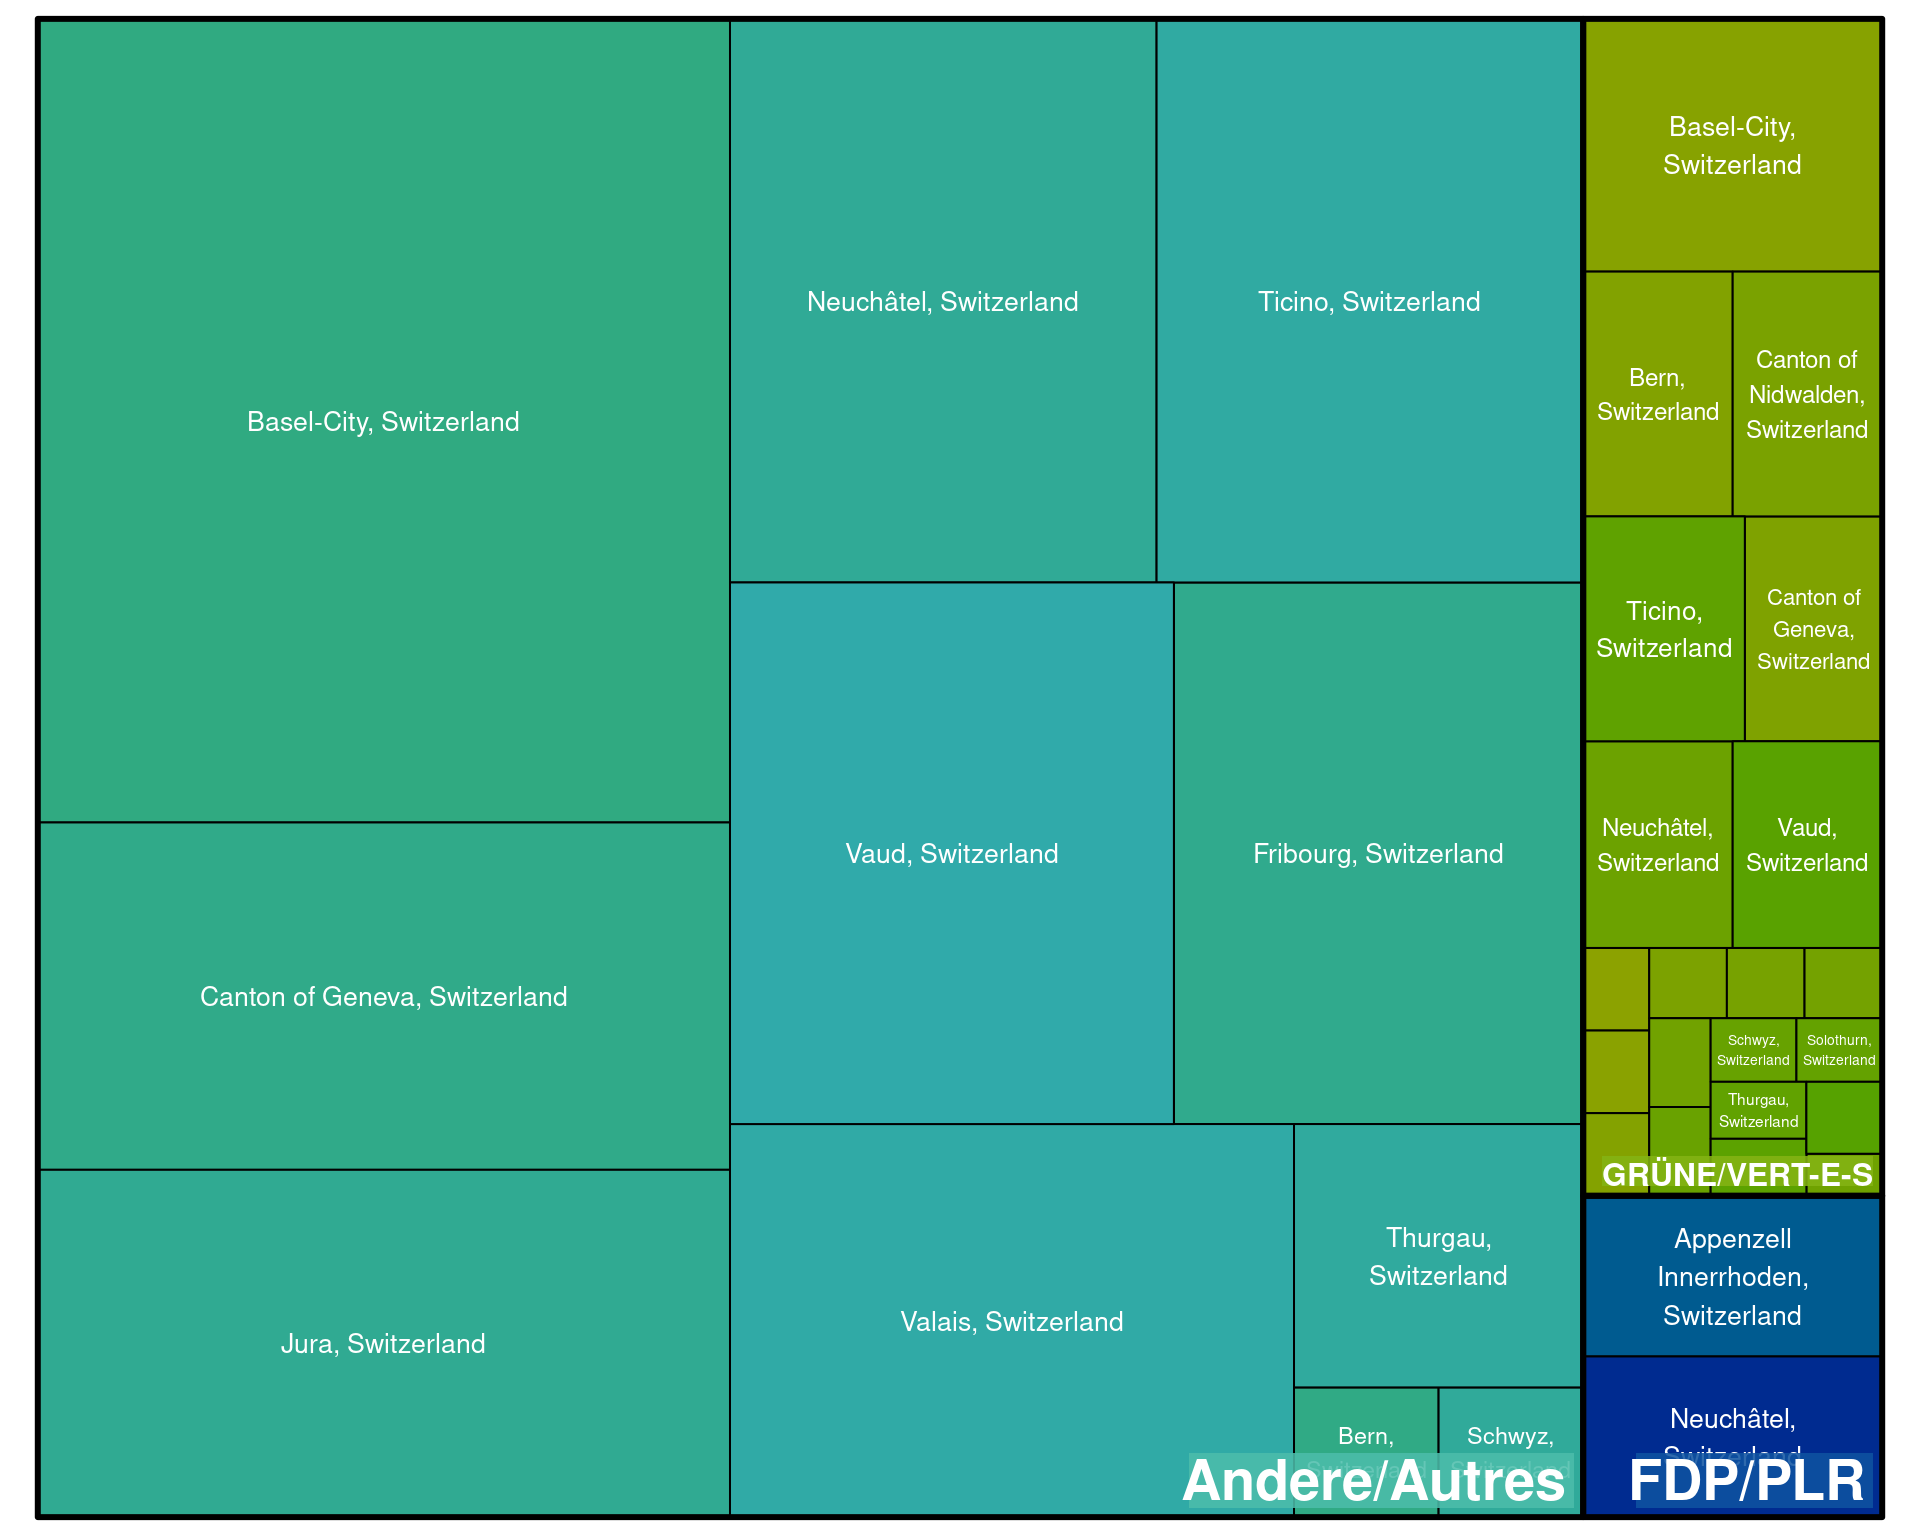 Basel-City, Switzerland
Canton of Geneva, Switzerland
Jura, Switzerland
Neuchâtel, Switzerland
Ticino, Switzerland
Vaud, Switzerland
Fribourg, Switzerland
Valais, Switzerland
Thurgau,
Switzerland
Bern,
Switzerland
Schwyz,
Switzerland
Andere/Autres
Basel-City,
Switzerland
Bern,
Switzerland
Canton of
Nidwalden,
Switzerland
Ticino,
Switzerland
Canton of
Geneva,
Switzerland
Neuchâtel,
Switzerland
Vaud,
Switzerland
Schwyz,
Switzerland
Solothurn,
Switzerland
Thurgau,
Switzerland
GRÜNE/VERT-E-S
Appenzell
Innerrhoden,
Switzerland
Neuchâtel,
Switzerland
FDP/PLR